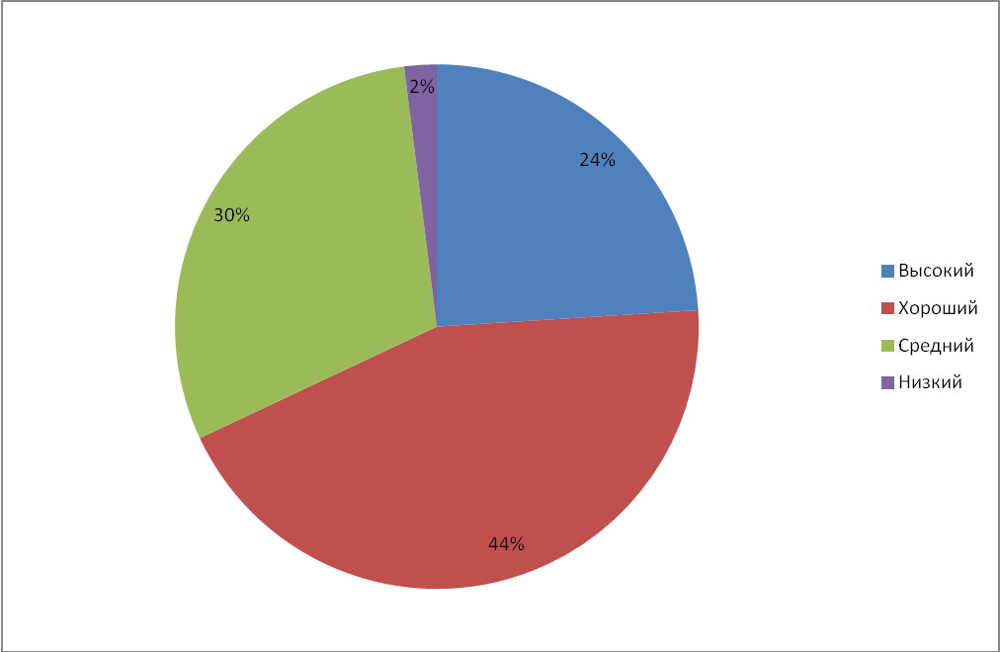 2%
24%
30%
44%
Высокий
Хороший
Средний
Низкий